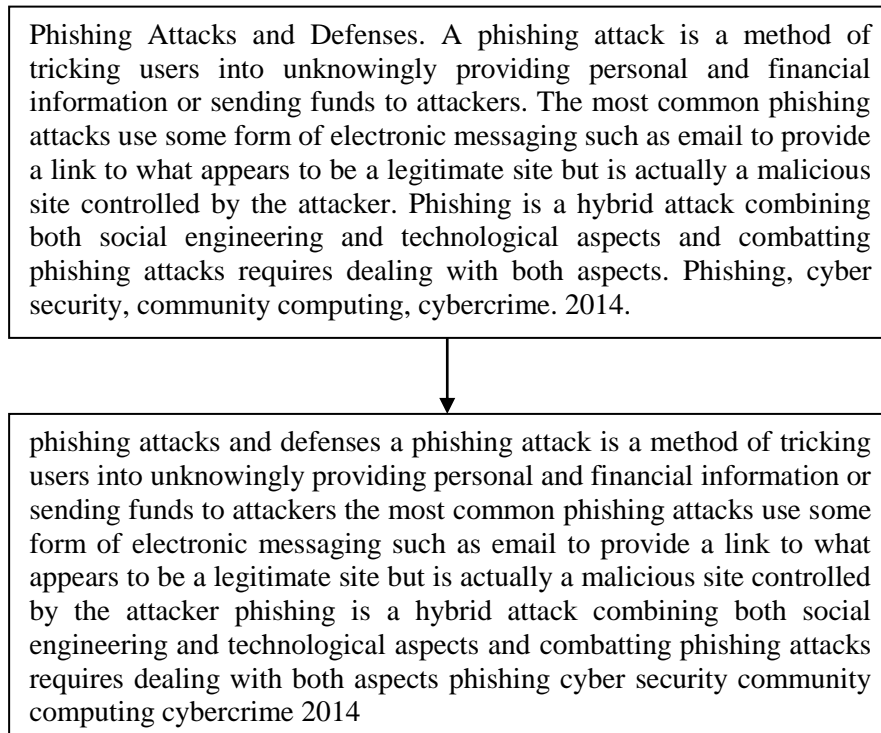 Phishing Attacks and Defenses. A phishing attack is a method of
tricking users into unknowingly providing personal and financial
information or sending funds to attackers. The most common phishing
attacks use some form of electronic messaging such as email to provide
a link to what appears to be a legitimate site but is actually a malicious
site controlled by the attacker. Phishing is a hybrid attack combining
both social engineering and technological aspects and combatting
phishing attacks requires dealing with both aspects. Phishing, cyber
security, community computing, cybercrime. 2014.
phishing attacks and defenses a phishing attack is a method of tricking
users into unknowingly providing personal and financial information or
sending funds to attackers the most common phishing attacks use some
form of electronic messaging such as email to provide a link to what
appears to be a legitimate site but is actually a malicious site controlled
by the attacker phishing is a hybrid attack combining both social
engineering and technological aspects and combatting phishing attacks
requires dealing with both aspects phishing cyber security community
computing cybercrime 2014